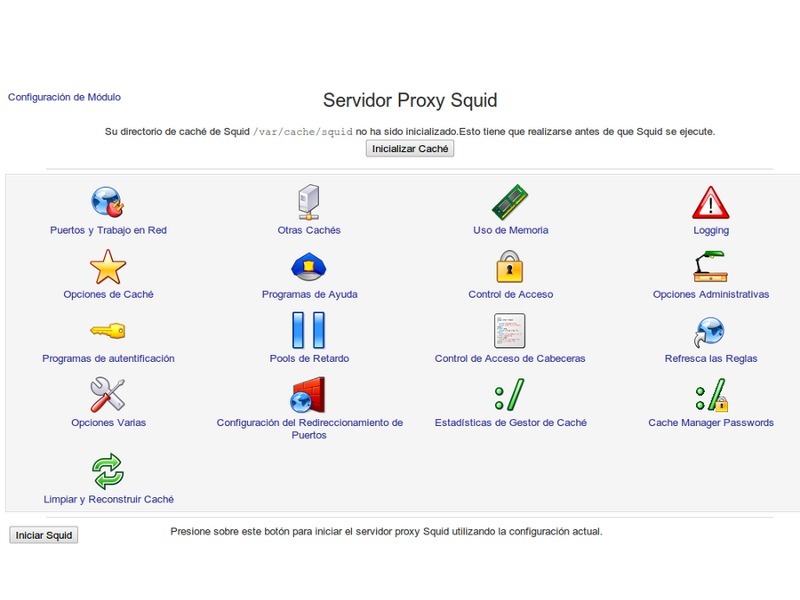 Configuración de Módulo
Servidor Proxy Squid
Su directorio de caché de Squid /var/cache/squid no ha sido inicializado.Esto tiene que realizarse antes de que Squid se ejecute.
Inicializar Caché
Puertos y Trabajo en Red
Otras Cachés
Uso de Memoria
Logging
Opciones de Caché
Programas de Ayuda
Control de Acceso
Opciones Administrativas
Programas de autentificación
Pools de Retardo
Control de Acceso de Cabeceras
Refresca las Reglas
Opciones Varias
Configuración del Redireccionamiento de
Puertos
Estadísticas de Gestor de Caché
Cache Manager Passwords
Limpiar y Reconstruir Caché
Iniciar Squid
Presione sobre este botón para iniciar el servidor proxy Squid utilizando la configuración actual.